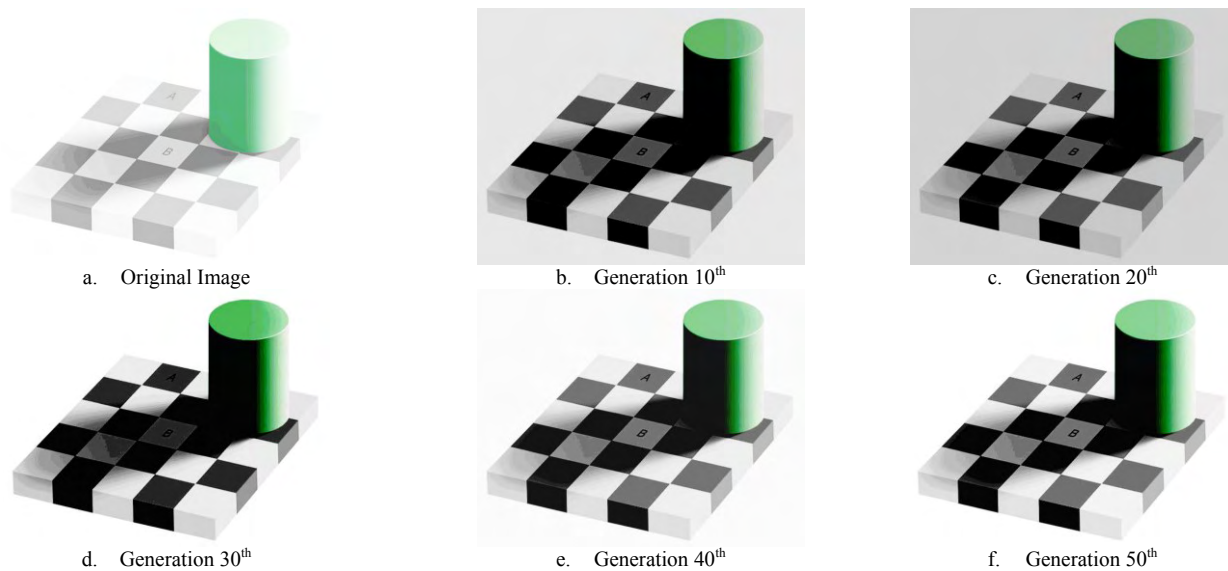 A
B
A
B
A
B
a. Original Image
b. Generation 10th
c. Generation 20th
A
B
A
B
A
B
d. Generation 30th
e. Generation 40th
f. Generation 50th